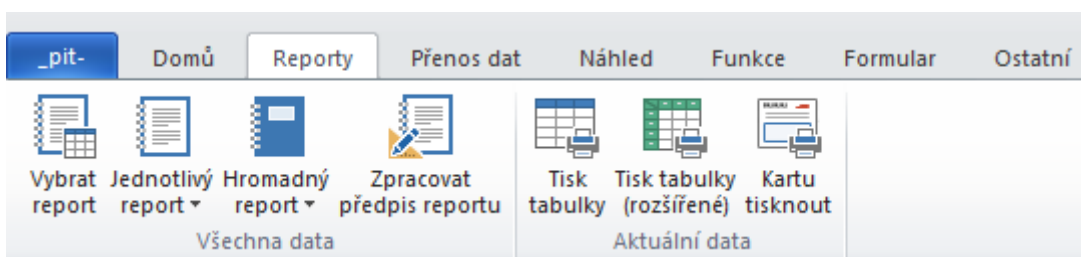 _pit- Domů Reporty Přenos dat Náhled Funkce Formular Ostatní
Vybrat report
Jednotlivý report
Hromadný report
Zpracovat předpis reportu
Tisk tabulky
Tisk tabulky (rozšířené)
Kartu tisknout
Všechna data
Aktuální data